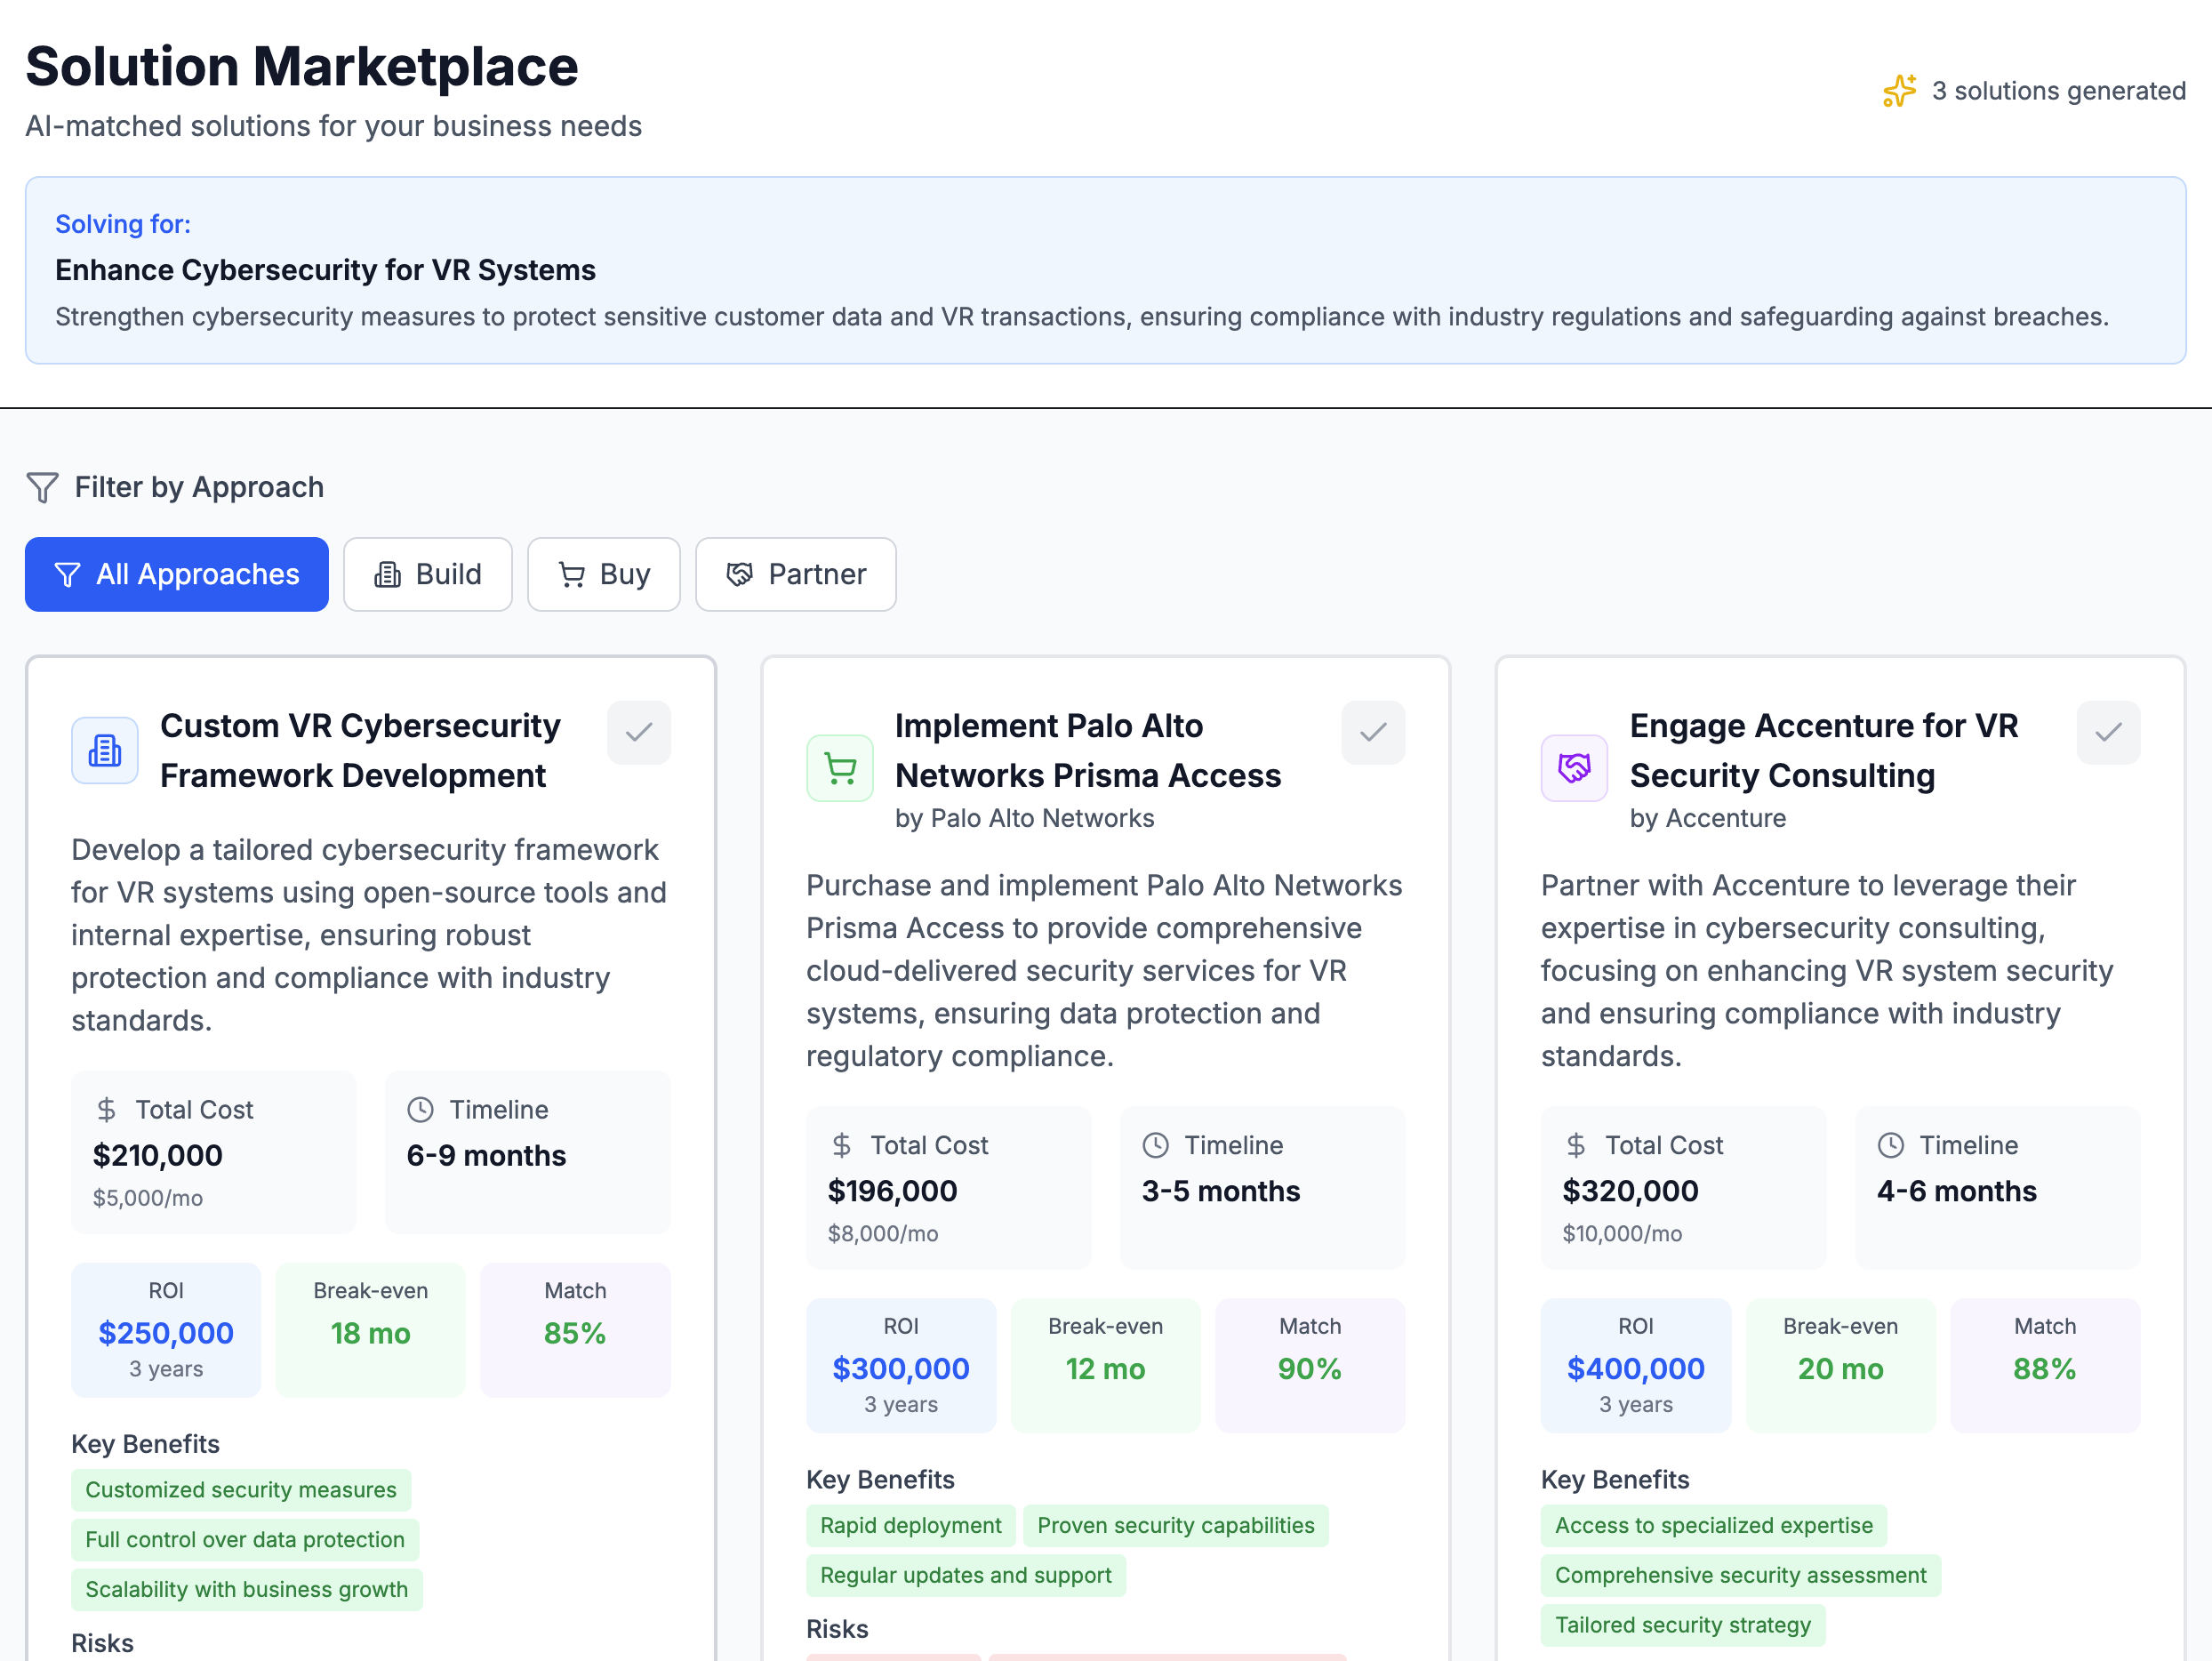 Solution Marketplace
AI-matched solutions for your business needs
3 solutions generated
Solving for:
Enhance Cybersecurity for VR Systems
Strengthen cybersecurity measures to protect sensitive customer data and VR transactions, ensuring compliance with industry regulations and safeguarding against breaches.
Filter by Approach
All Approaches
Build
Buy
Partner
Custom VR Cybersecurity
Framework Development
Develop a tailored cybersecurity framework
for VR systems using open-source tools and
internal expertise, ensuring robust
protection and compliance with industry
standards.
Total Cost
$210,000
$5,000/mo
Timeline
6-9 months
ROI
$250,000
3 years
Break-even
18 mo
Match
85%
Key Benefits
Customized security measures
Full control over data protection
Scalability with business growth
Risks
Implement Palo Alto
Networks Prisma Access
by Palo Alto Networks
Purchase and implement Palo Alto Networks
Prisma Access to provide comprehensive
cloud-delivered security services for VR
systems, ensuring data protection and
regulatory compliance.
Total Cost
$196,000
$8,000/mo
Timeline
3-5 months
ROI
$300,000
3 years
Break-even
12 mo
Match
90%
Key Benefits
Rapid deployment
Proven security capabilities
Regular updates and support
Risks
Engage Accenture for VR
Security Consulting
by Accenture
Partner with Accenture to leverage their
expertise in cybersecurity consulting,
focusing on enhancing VR system security
and ensuring compliance with industry
standards.
Total Cost
$320,000
$10,000/mo
Timeline
4-6 months
ROI
$400,000
3 years
Break-even
20 mo
Match
88%
Key Benefits
Access to specialized expertise
Comprehensive security assessment
Tailored security strategy